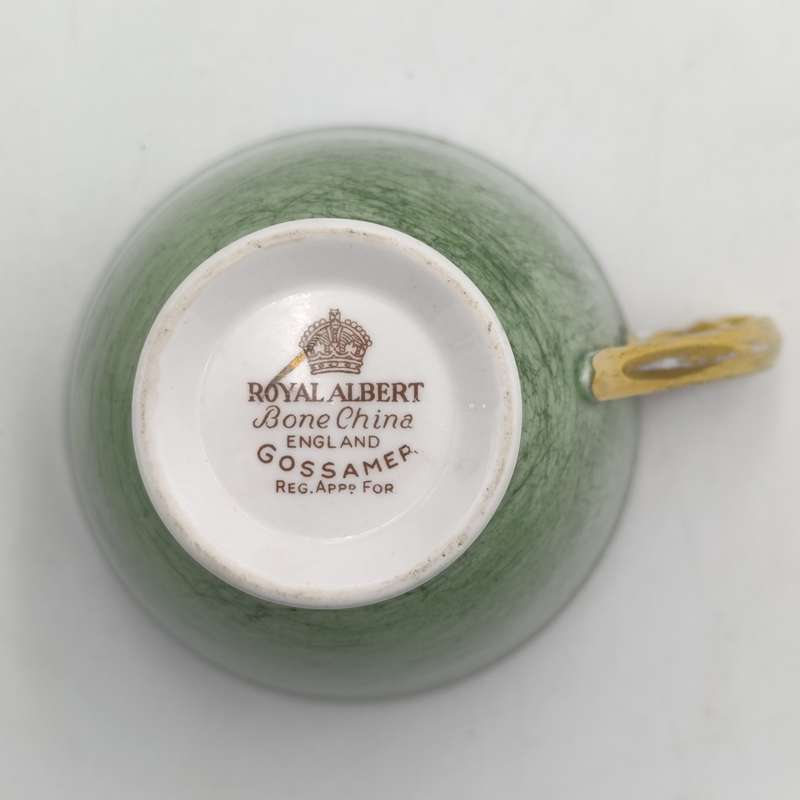 ROYAL ALBERT
Bone China
ENGLAND
GOSSAMER
REG. APPD. FOR